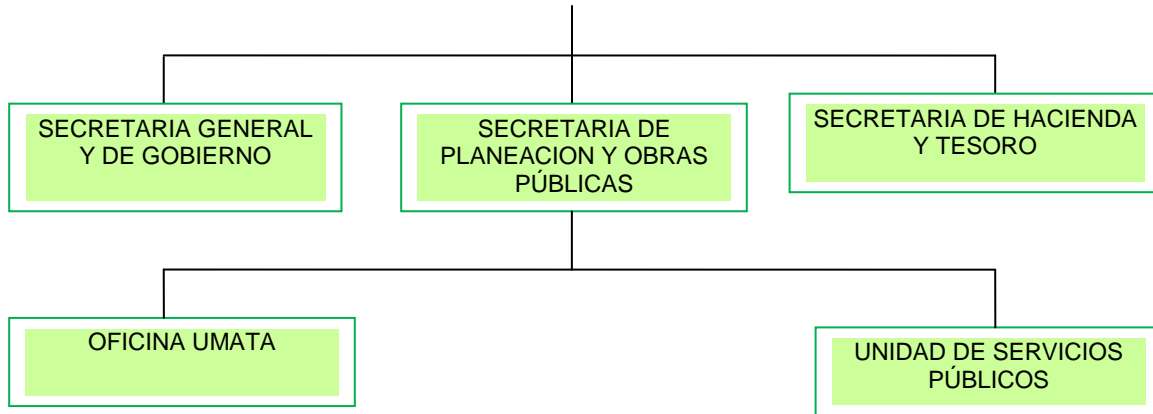 SECRETARIA GENERAL
Y DE GOBIERNO
SECRETARIA DE
PLANEACION Y OBRAS
PÚBLICAS
SECRETARIA DE HACIENDA
Y TESORO
OFICINA UMATA
UNIDAD DE SERVICIOS
PÚBLICOS